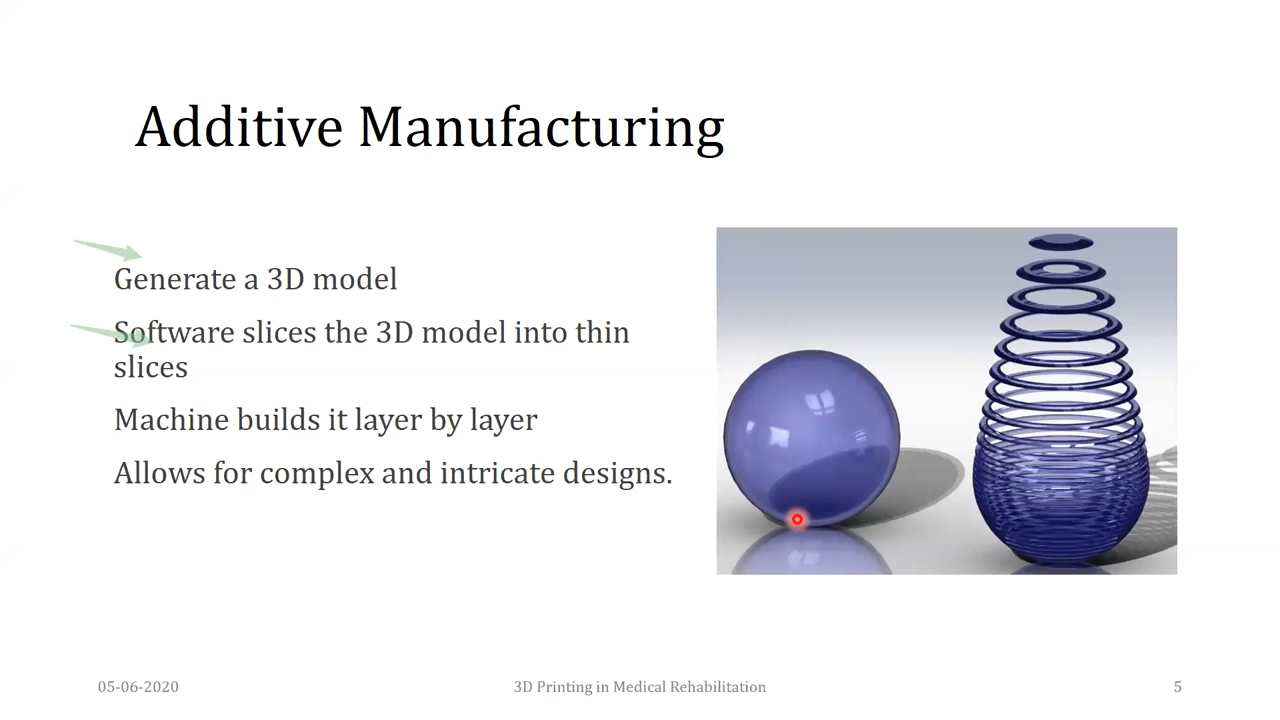 Additive Manufacturing
Generate a 3D model
Software slices the 3D model into thin
slices
Machine builds it layer by layer
Allows for complex and intricate designs.
05-06-2020
3D Printing in Medical Rehabilitation
5